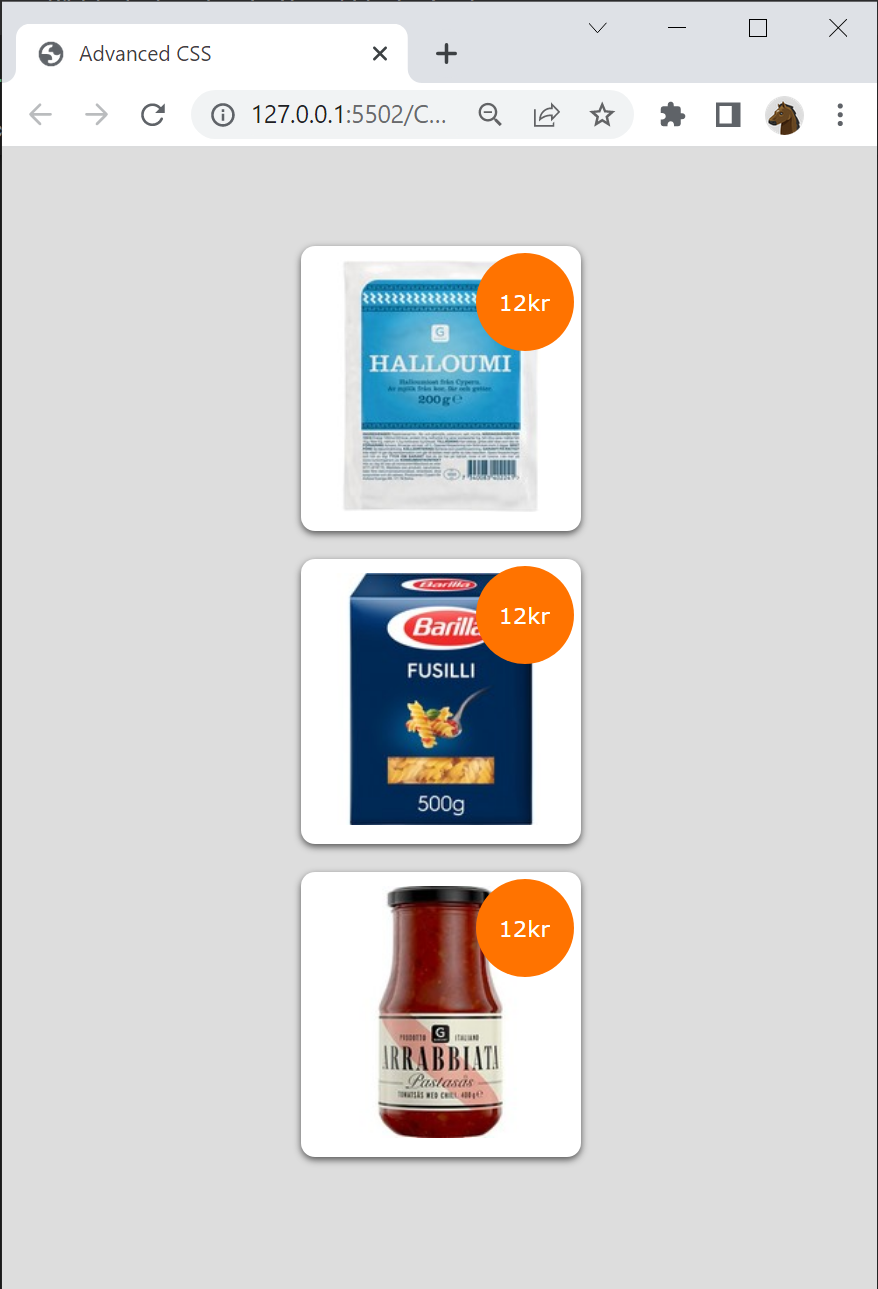 Advanced CSS
127.0.0.1:5502/C...
12kr
G
HALLOUMI
Halloumiost från Cypern.
Av mjölk från kor, får och getter.
200 g ℮
12kr
Barilla
Barilla
FUSILLI
500g
12kr
PRODOTTO G ITALIANO
ARRABBIATA
Pastasås
TOMATSÅS MED CHILI. 400 g ℮